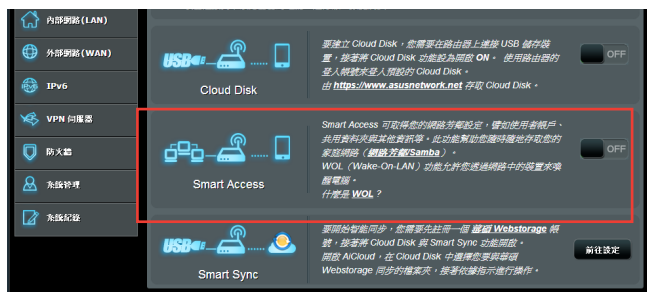 內部網路(LAN)
外部網路(WAN)
IPv6
VPN 伺服器
防火牆
系統管理
系統紀錄
要建立 Cloud Disk，您需要在路由器上連接 USB 儲存裝
置，接著將 Cloud Disk 功能設為開啟 ON。 使用路由器的
登入帳號來登入預設的 Cloud Disk。
由 https://www.asusnetwork.net 存取 Cloud Disk。
USB
Cloud Disk
OFF
Smart Access 可取得您的網路芳鄰設定，譬如使用者帳戶、
共用資料夾與其他資訊等。此功能幫助您隨時隨地存取您的
家庭網路（網路芳鄰/Samba）。
WOL（Wake-On-LAN）功能允許您透過網路中的裝置來喚
醒電腦。
什麼是 WOL？
Smart Access
OFF
要開始智能同步，您需要先註冊一個 華碩 Webstorage 帳
號，接著將 Cloud Disk 與 Smart Sync 功能開啟。
開啟 AiCloud，在 Cloud Disk 中選擇您要與華碩
Webstorage 同步的檔案夾，接著依據指示進行操作。
USB
Smart Sync
前往設定